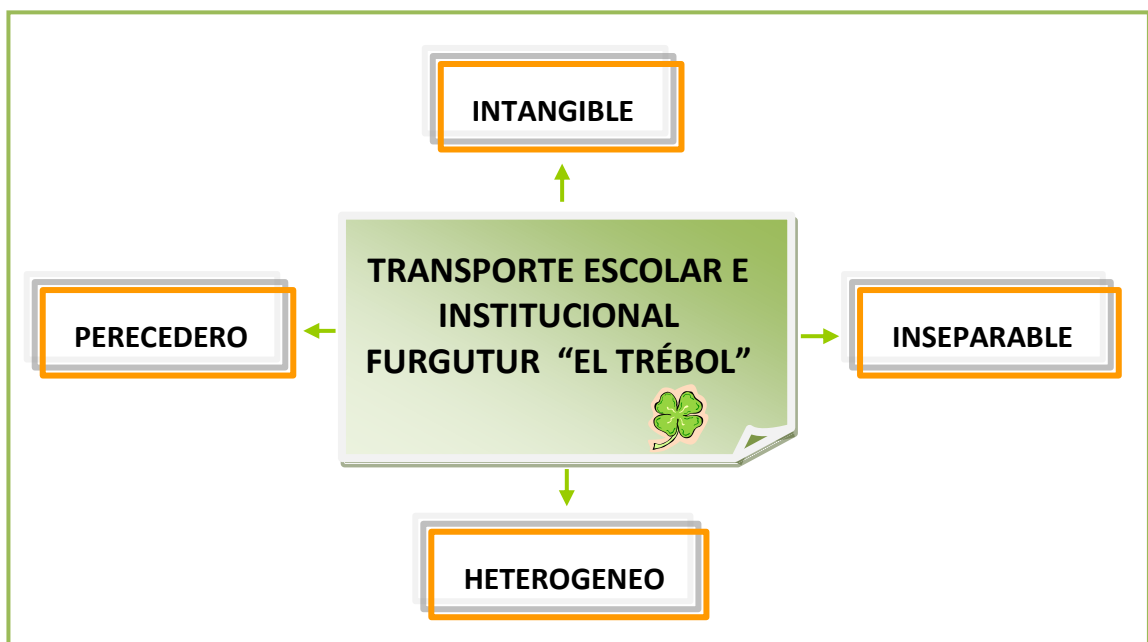 INTANGIBLE
TRANSPORTE ESCOLAR E
INSTITUCIONAL
FURGUTUR “EL TRÉBOL”
PERECEDERO
INSEPARABLE
HETEROGENEO